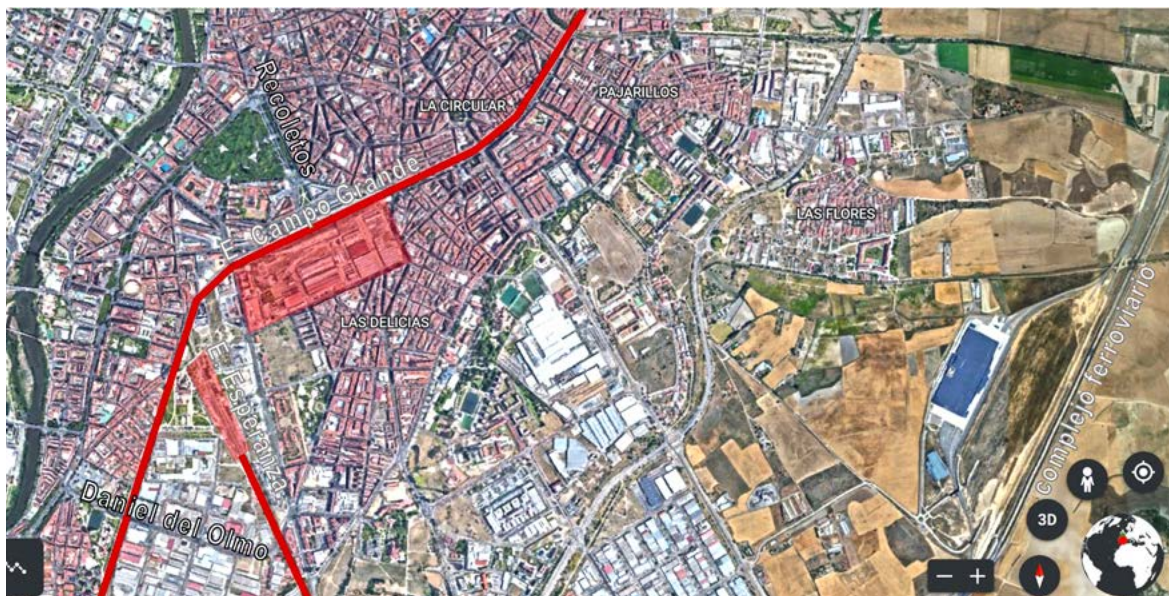 Recoletos
LA CIRCULAR
PAJARILLOS
E. Campo Grande
LAS FLORES
LAS DELICIAS
complejo ferroviario
E. Esperanza
Daniel del Olmo
3D